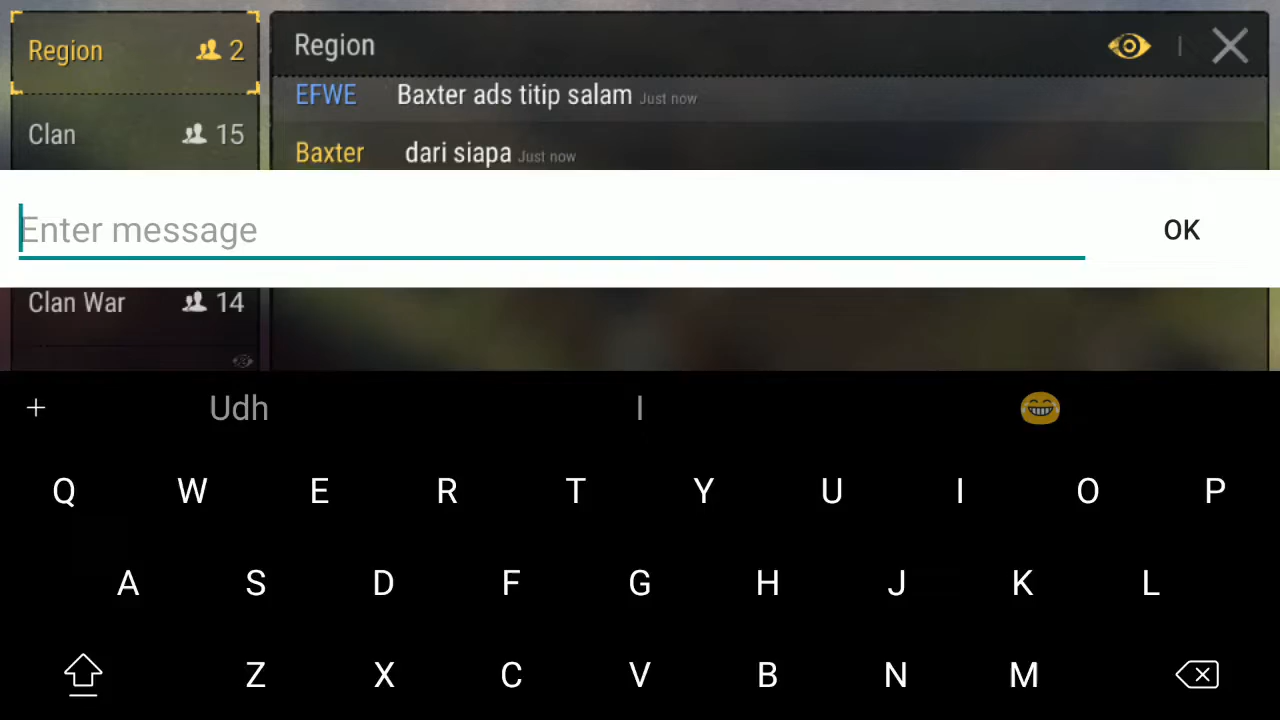 Region 2
Region
EFWE Baxter ads titip salam Just now
Clan 15
Baxter dari siapa Just now
Enter message
OK
Clan War 14
+ Udh I 😁
Q W E R T Y U I O P
A S D F G H J K L
Z X C V B N M